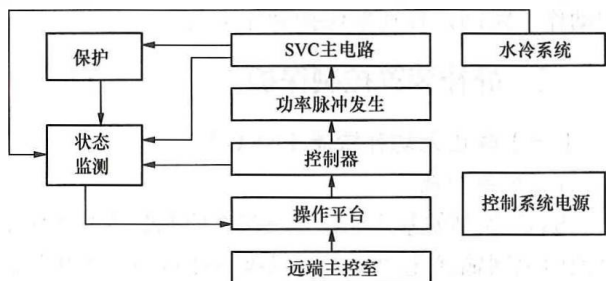 保护
SVC主电路
水冷系统
功率脉冲发生
状态
监测
控制器
操作平台
控制系统电源
远端主控室